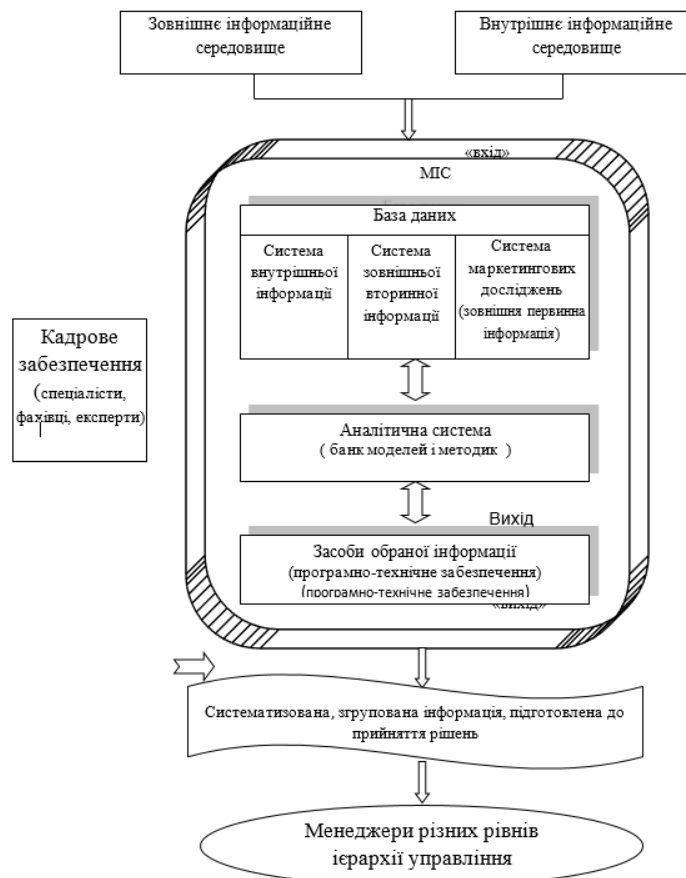 Зовнішнє інформаційне
середовище
Внутрішнє інформаційне
середовище
«вхід»
МІС
База даних
Система
внутрішньої
інформації
Система
зовнішньої
вторинної
інформації
Система
маркетингових
досліджень
(зовнішня первинна
інформація)
Кадрове
забезпечення
(спеціалісти,
фахівці, експерти)
Аналітична система
( банк моделей і методик )
Вихід
Засоби обраної інформації
(програмно-технічне забезпечення)
(програмно-технічне забезпечення)
«вихід»
Систематизована, згрупована інформація, підготовлена до
прийняття рішень
Менеджери різних рівнів
ієрархії управління